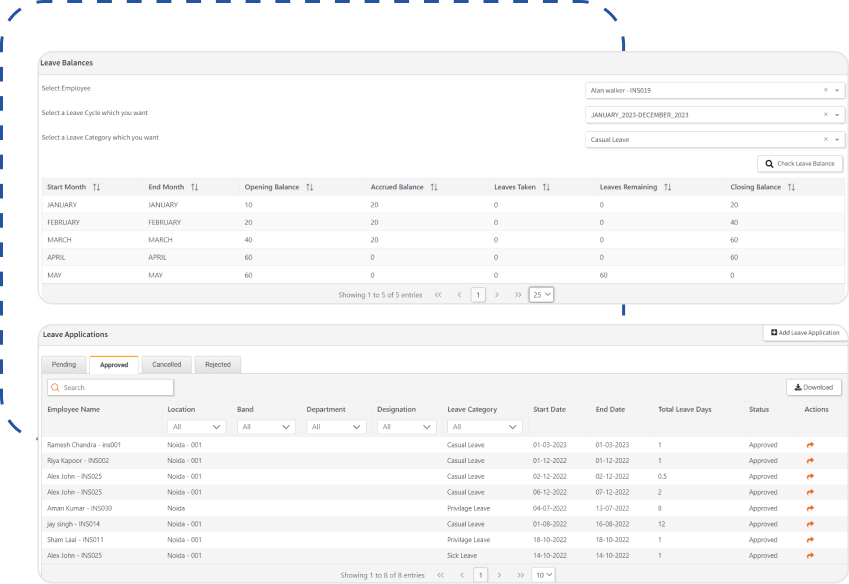 Leave Balances
Select Employee
Alan walker - INS019
Select a Leave Cycle which you want
JANUARY_2023-DECEMBER_2023
Select a Leave Category which you want
Casual Leave
Check Leave Balance
Start Month End Month Opening Balance Accrued Balance Leaves Taken Leaves Remaining Closing Balance
JANUARY JANUARY 10 20 0 0 20
FEBRUARY FEBRUARY 20 20 0 0 40
MARCH MARCH 40 20 0 0 60
APRIL APRIL 60 0 0 0 60
MAY MAY 60 0 0 60 0
Showing 1 to 5 of 5 entries 1 25
Leave Applications
Add Leave Application
Pending Approved Cancelled Rejected
Search
Download
Employee Name Location Band Department Designation Leave Category Start Date End Date Total Leave Days Status Actions
All All All All All
Ramesh Chandra - ins001 Noida - 001 Casual Leave 01-03-2023 01-03-2023 1 Approved
Riya Kapoor - INS002 Noida - 001 Casual Leave 01-12-2022 01-12-2022 1 Approved
Alex John - INS025 Noida - 001 Casual Leave 02-12-2022 02-12-2022 0.5 Approved
Alex John - INS025 Noida - 001 Casual Leave 06-12-2022 07-12-2022 2 Approved
Aman Kumar - INS030 Noida Privilage Leave 04-07-2022 13-07-2022 8 Approved
jay singh - INS014 Noida - 001 Casual Leave 01-08-2022 16-08-2022 12 Approved
Sham Laal - INS011 Noida - 001 Privilage Leave 18-10-2022 18-10-2022 1 Approved
Alex John - INS025 Noida - 001 Sick Leave 14-10-2022 14-10-2022 1 Approved
Showing 1 to 8 of 8 entries 1 10